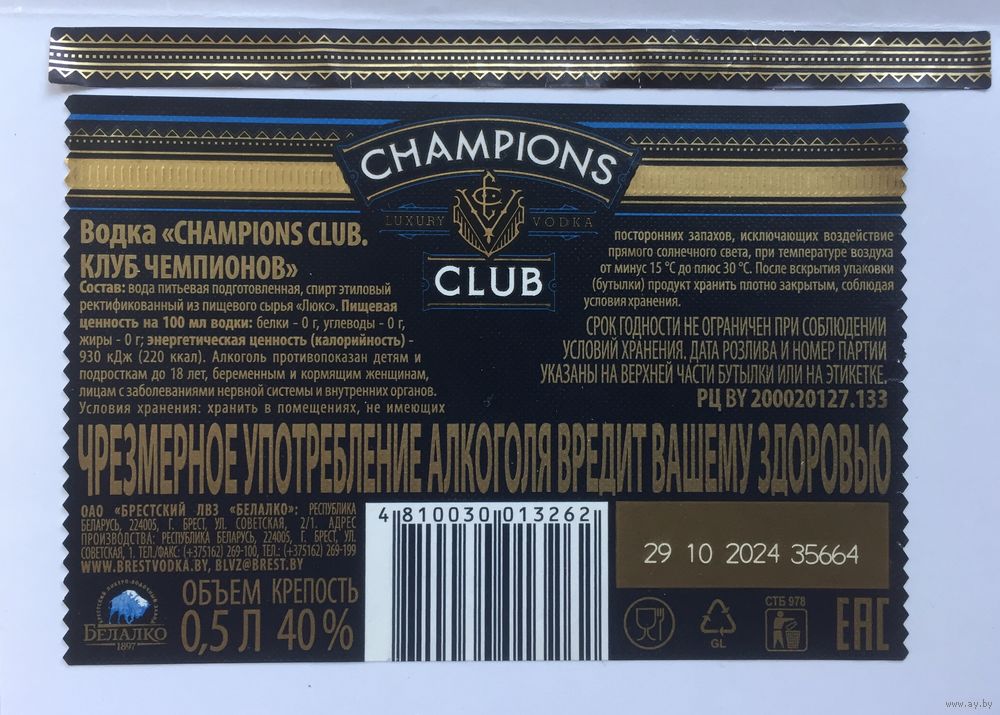 CHAMPIONS
LUXURY VODKA
CLUB
Водка «CHAMPIONS CLUB.
КЛУБ ЧЕМПИОНОВ»
Состав: вода питьевая подготовленная, спирт этиловый
ректификованный из пищевого сырья «Люкс». Пищевая
ценность на 100 мл водки: белки - 0 г, углеводы - 0 г,
жиры - 0 г; энергетическая ценность (калорийность) -
930 кДж (220 ккал). Алкоголь противопоказан детям и
подросткам до 18 лет, беременным и кормящим женщинам,
лицам с заболеваниями нервной системы и внутренних органов.
Условия хранения: хранить в помещениях, не имеющих
посторонних запахов, исключающих воздействие
прямого солнечного света, при температуре воздуха
от минус 15 °С до плюс 30 °С. После вскрытия упаковки
(бутылки) продукт хранить плотно закрытым, соблюдая
условия хранения.
СРОК ГОДНОСТИ НЕ ОГРАНИЧЕН ПРИ СОБЛЮДЕНИИ
УСЛОВИЙ ХРАНЕНИЯ. ДАТА РОЗЛИВА И НОМЕР ПАРТИИ
УКАЗАНЫ НА ВЕРХНЕЙ ЧАСТИ БУТЫЛКИ ИЛИ НА ЭТИКЕТКЕ.
РЦ BY 200020127.133
ЧРЕЗМЕРНОЕ УПОТРЕБЛЕНИЕ АЛКОГОЛЯ ВРЕДИТ ВАШЕМУ ЗДОРОВЬЮ
ОАО «БРЕСТСКИЙ ЛВЗ «БЕЛАЛКО»: РЕСПУБЛИКА
БЕЛАРУСЬ, 224005, Г. БРЕСТ, УЛ. СОВЕТСКАЯ, 2/1. АДРЕС
ПРОИЗВОДСТВА: РЕСПУБЛИКА БЕЛАРУСЬ, 224005, Г. БРЕСТ, УЛ.
СОВЕТСКАЯ, 1. ТЕЛ./ФАКС: (+375162) 269-100, ТЕЛ.: (+375162) 269-199
WWW.BRESTVODKA.BY, BLVZ@BREST.BY
БРЕСТСКИЙ ЛИКЕРО-ВОДОЧНЫЙ ЗАВОД
БЕЛАЛКО
1897
ОБЪЕМ КРЕПОСТЬ
0,5 Л 40 %
4 810030 013262
29 10 2024 35664
GL
СТБ 978
EAC
www.ay.by